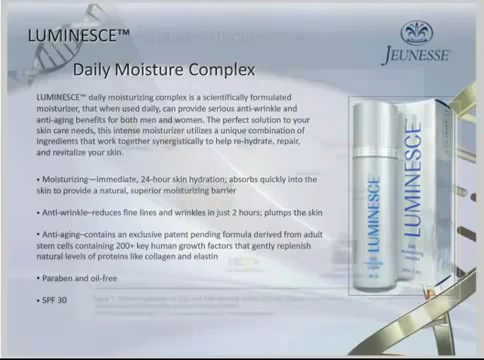 LUMINESCE™
JEUNESSE
Daily Moisture Complex
LUMINESCE™ daily moisturizing complex is a scientifically formulated
moisturizer, that when used daily, can provide serious anti-wrinkle and
anti-aging benefits for both men and women. The perfect solution to your
skin care needs, this intense moisturizer utilizes a unique combination of
ingredients that work together synergistically to help re-hydrate, repair,
and revitalize your skin.
• Moisturizing—immediate, 24-hour skin hydration; absorbs quickly into the
skin to provide a natural, superior moisturizing barrier
• Anti-wrinkle–reduces fine lines and wrinkles in just 2 hours; plumps the skin
• Anti-aging–contains an exclusive patent pending formula derived from adult
stem cells containing 200+ key human growth factors that gently replenish
natural levels of proteins like collagen and elastin
• Paraben and oil-free
• SPF 30
LUMINESCE
LUMINESCE
daily
moisturizing
complex